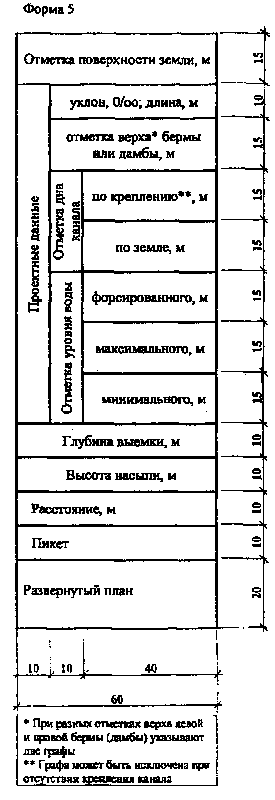 Форма 5
Отметка поверхности земли, м
15
Проектные данные
уклон, 0/оо; длина, м
10
отметка верха* бермы
или дамбы, м
15
Отметка дна
канала
по креплению**, м
15
по земле, м
15
Отметка уровня воды
форсированного, м
15
максимального, м
15
минимального, м
15
Глубина выемки, м
10
Высота насыпи, м
10
Расстояние, м
10
Пикет
10
Развернутый план
20
10 10 40
60
* При разных отметках верха левой
и правой бермы (дамбы) указывают
две графы
** Графа может быть исключена при
отсутствии крепления канала